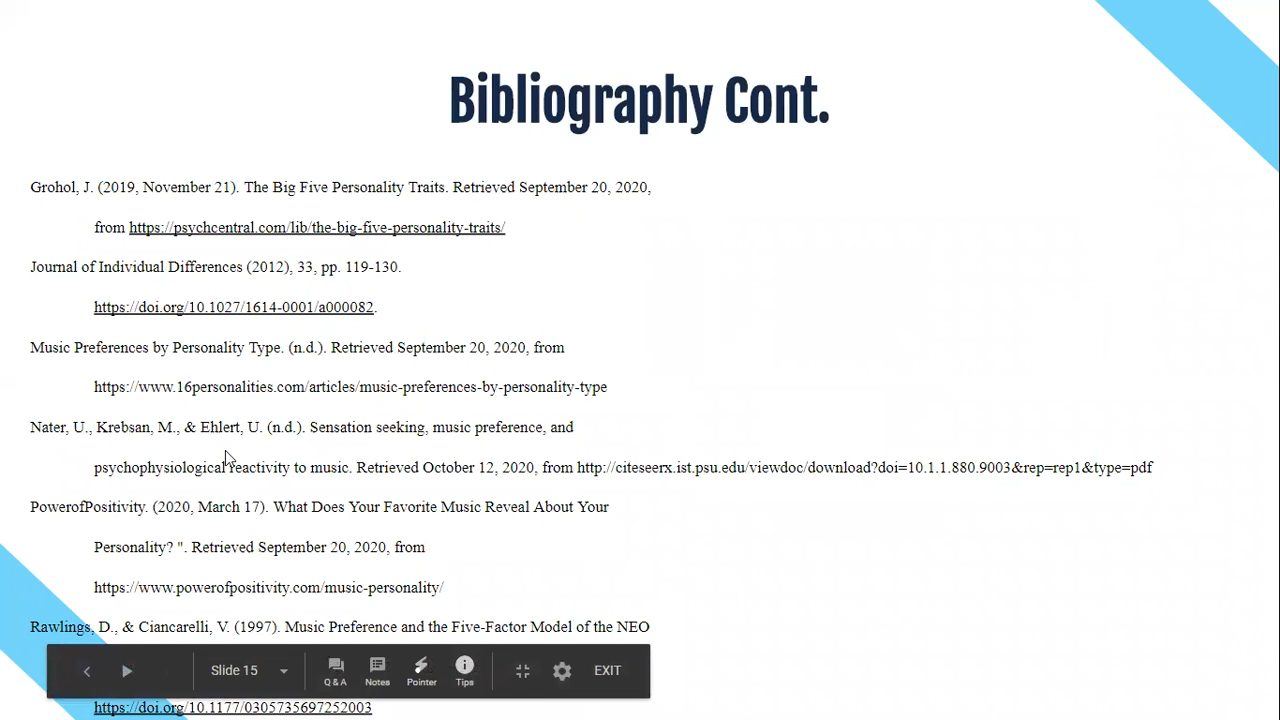 Bibliography Cont.
Grohol, J. (2019, November 21). The Big Five Personality Traits. Retrieved September 20, 2020,
from https://psychcentral.com/lib/the-big-five-personality-traits/
Journal of Individual Differences (2012), 33, pp. 119-130.
https://doi.org/10.1027/1614-0001/a000082.
Music Preferences by Personality Type. (n.d.). Retrieved September 20, 2020, from
https://www.16personalities.com/articles/music-preferences-by-personality-type
Nater, U., Krebsan, M., & Ehlert, U. (n.d.). Sensation seeking, music preference, and
psychophysiological reactivity to music. Retrieved October 12, 2020, from http://citeseerx.ist.psu.edu/viewdoc/download?doi=10.1.1.880.9003&rep=rep1&type=pdf
PowerofPositivity. (2020, March 17). What Does Your Favorite Music Reveal About Your
Personality? ". Retrieved September 20, 2020, from
https://www.powerofpositivity.com/music-personality/
Rawlings, D., & Ciancarelli, V. (1997). Music Preference and the Five-Factor Model of the NEO
Slide 15
Q & A
Notes
Pointer
Tips
EXIT
https://doi.org/10.1177/0305735697252003